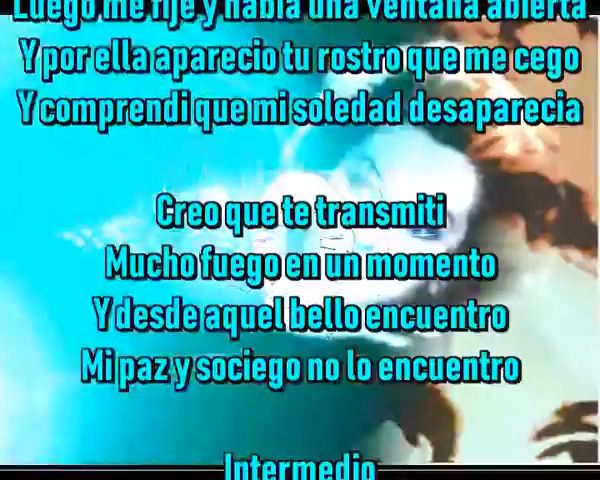 Luego me fije y habia una ventana abierta
Y por ella aparecio tu rostro que me cego
Y comprendi que mi soledad desaparecia
Creo que te transmiti
Mucho fuego en un momento
Y desde aquel bello encuentro
Mi paz y sociego no lo encuentro
Intermedio